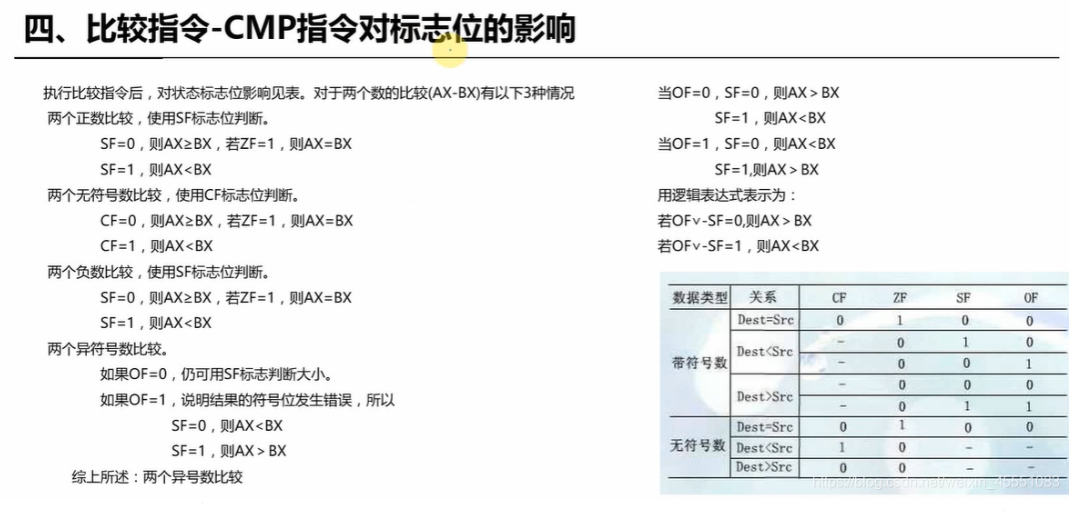 四、比较指令-CMP指令对标志位的影响
执行比较指令后，对状态标志位影响见表。对于两个数的比较(AX-BX)有以下3种情况
两个正数比较，使用SF标志位判断。
SF=0，则AX≥BX，若ZF=1，则AX=BX
SF=1，则AX<BX
两个无符号数比较，使用CF标志位判断。
CF=0，则AX≥BX，若ZF=1，则AX=BX
CF=1，则AX<BX
两个负数比较，使用SF标志位判断。
SF=0，则AX≥BX，若ZF=1，则AX=BX
SF=1，则AX<BX
两个异符号数比较。
如果OF=0，仍可用SF标志判断大小。
如果OF=1，说明结果的符号位发生错误，所以
SF=0，则AX<BX
SF=1，则AX＞BX
综上所述：两个异号数比较
当OF=0，SF=0，则AX＞BX
SF=1，则AX<BX
当OF=1，SF=0，则AX<BX
SF=1,则AX＞BX
用逻辑表达式表示为：
若OF∨-SF=0,则AX＞BX
若OF∨-SF=1，则AX<BX
数据类型 关系 CF ZF SF OF
带符号数 Dest=Src 0 1 0 0
Dest<Src - 0 1 0
- 0 0 1
Dest>Src - 0 0 0
- 0 1 1
无符号数 Dest=Src 0 1 0 0
Dest<Src 1 0 - -
Dest>Src 0 0 - -
https://blog.csdn.net/weixin_45551083